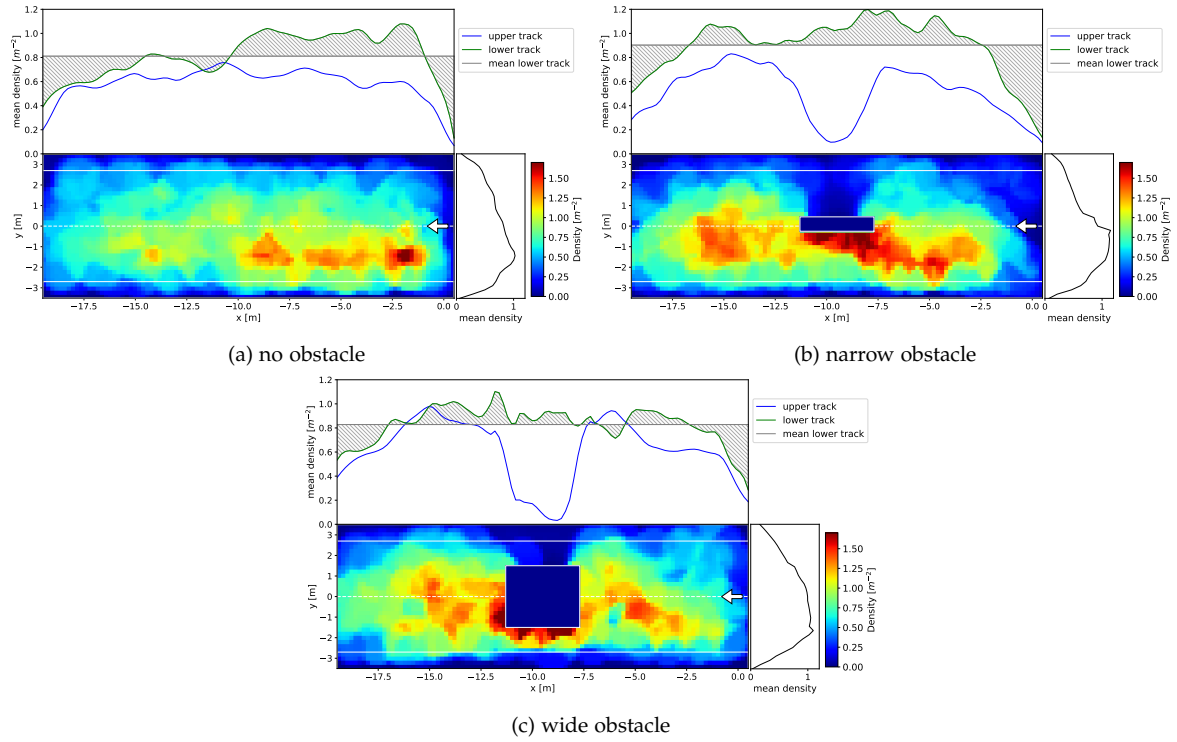 1.2
1.0
0.8
0.6
0.4
0.2
0.0
mean density [m⁻²]
upper track
lower track
mean lower track
3
2
1
0
−1
−2
−3
y [m]
−17.5 −15.0 −12.5 −10.0 −7.5 −5.0 −2.5 0.0
x [m]
1
mean density
1.50
1.25
1.00
0.75
0.50
0.25
0.00
Density [m⁻²]
(a) no obstacle
1.2
1.0
0.8
0.6
0.4
0.2
0.0
mean density [m⁻²]
upper track
lower track
mean lower track
3
2
1
0
−1
−2
−3
y [m]
−17.5 −15.0 −12.5 −10.0 −7.5 −5.0 −2.5 0.0
x [m]
1
mean density
1.50
1.25
1.00
0.75
0.50
0.25
0.00
Density [m⁻²]
(b) narrow obstacle
1.2
1.0
0.8
0.6
0.4
0.2
0.0
mean density [m⁻²]
upper track
lower track
mean lower track
3
2
1
0
−1
−2
−3
y [m]
−17.5 −15.0 −12.5 −10.0 −7.5 −5.0 −2.5 0.0
x [m]
1
mean density
1.50
1.25
1.00
0.75
0.50
0.25
0.00
Density [m⁻²]
(c) wide obstacle